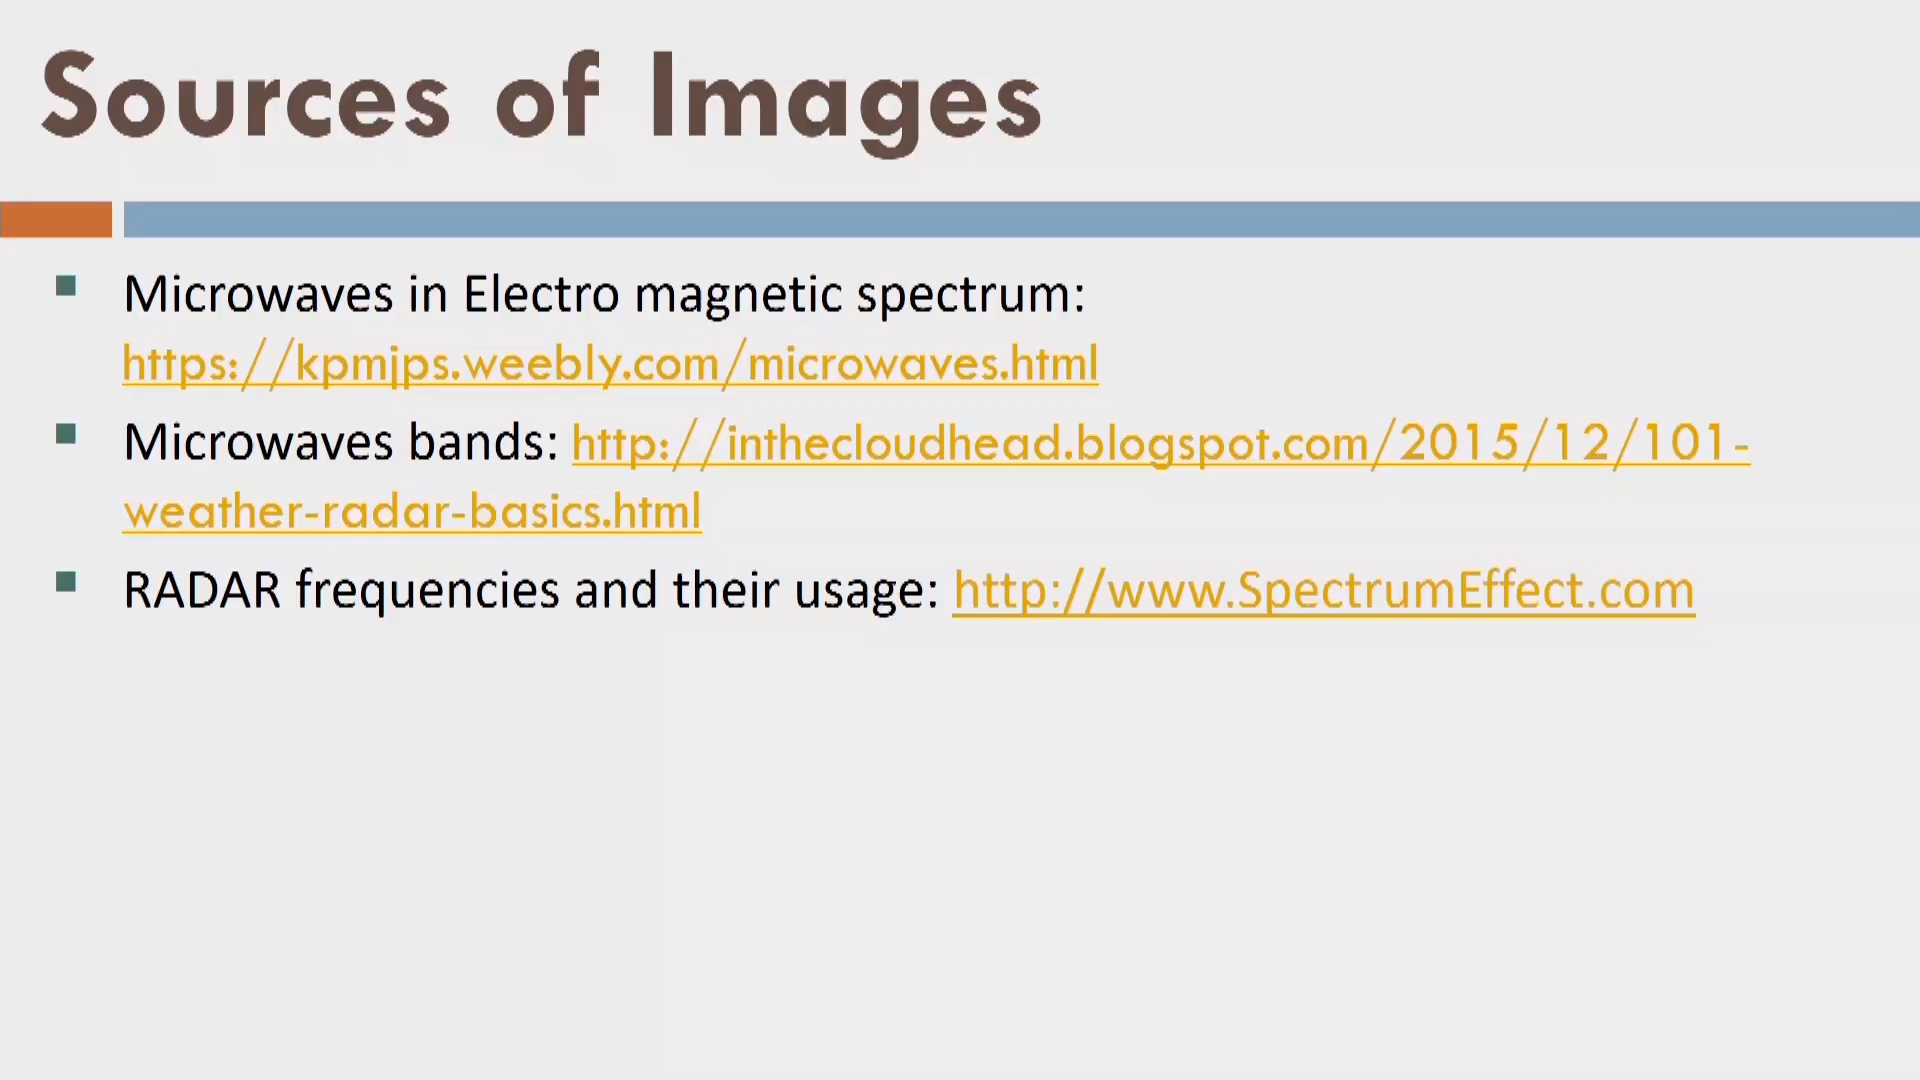 Sources of Images
Microwaves in Electro magnetic spectrum:
https://kpmjps.weebly.com/microwaves.html
Microwaves bands: http://inthecloudhead.blogspot.com/2015/12/101-
weather-radar-basics.html
RADAR frequencies and their usage: http://www.SpectrumEffect.com